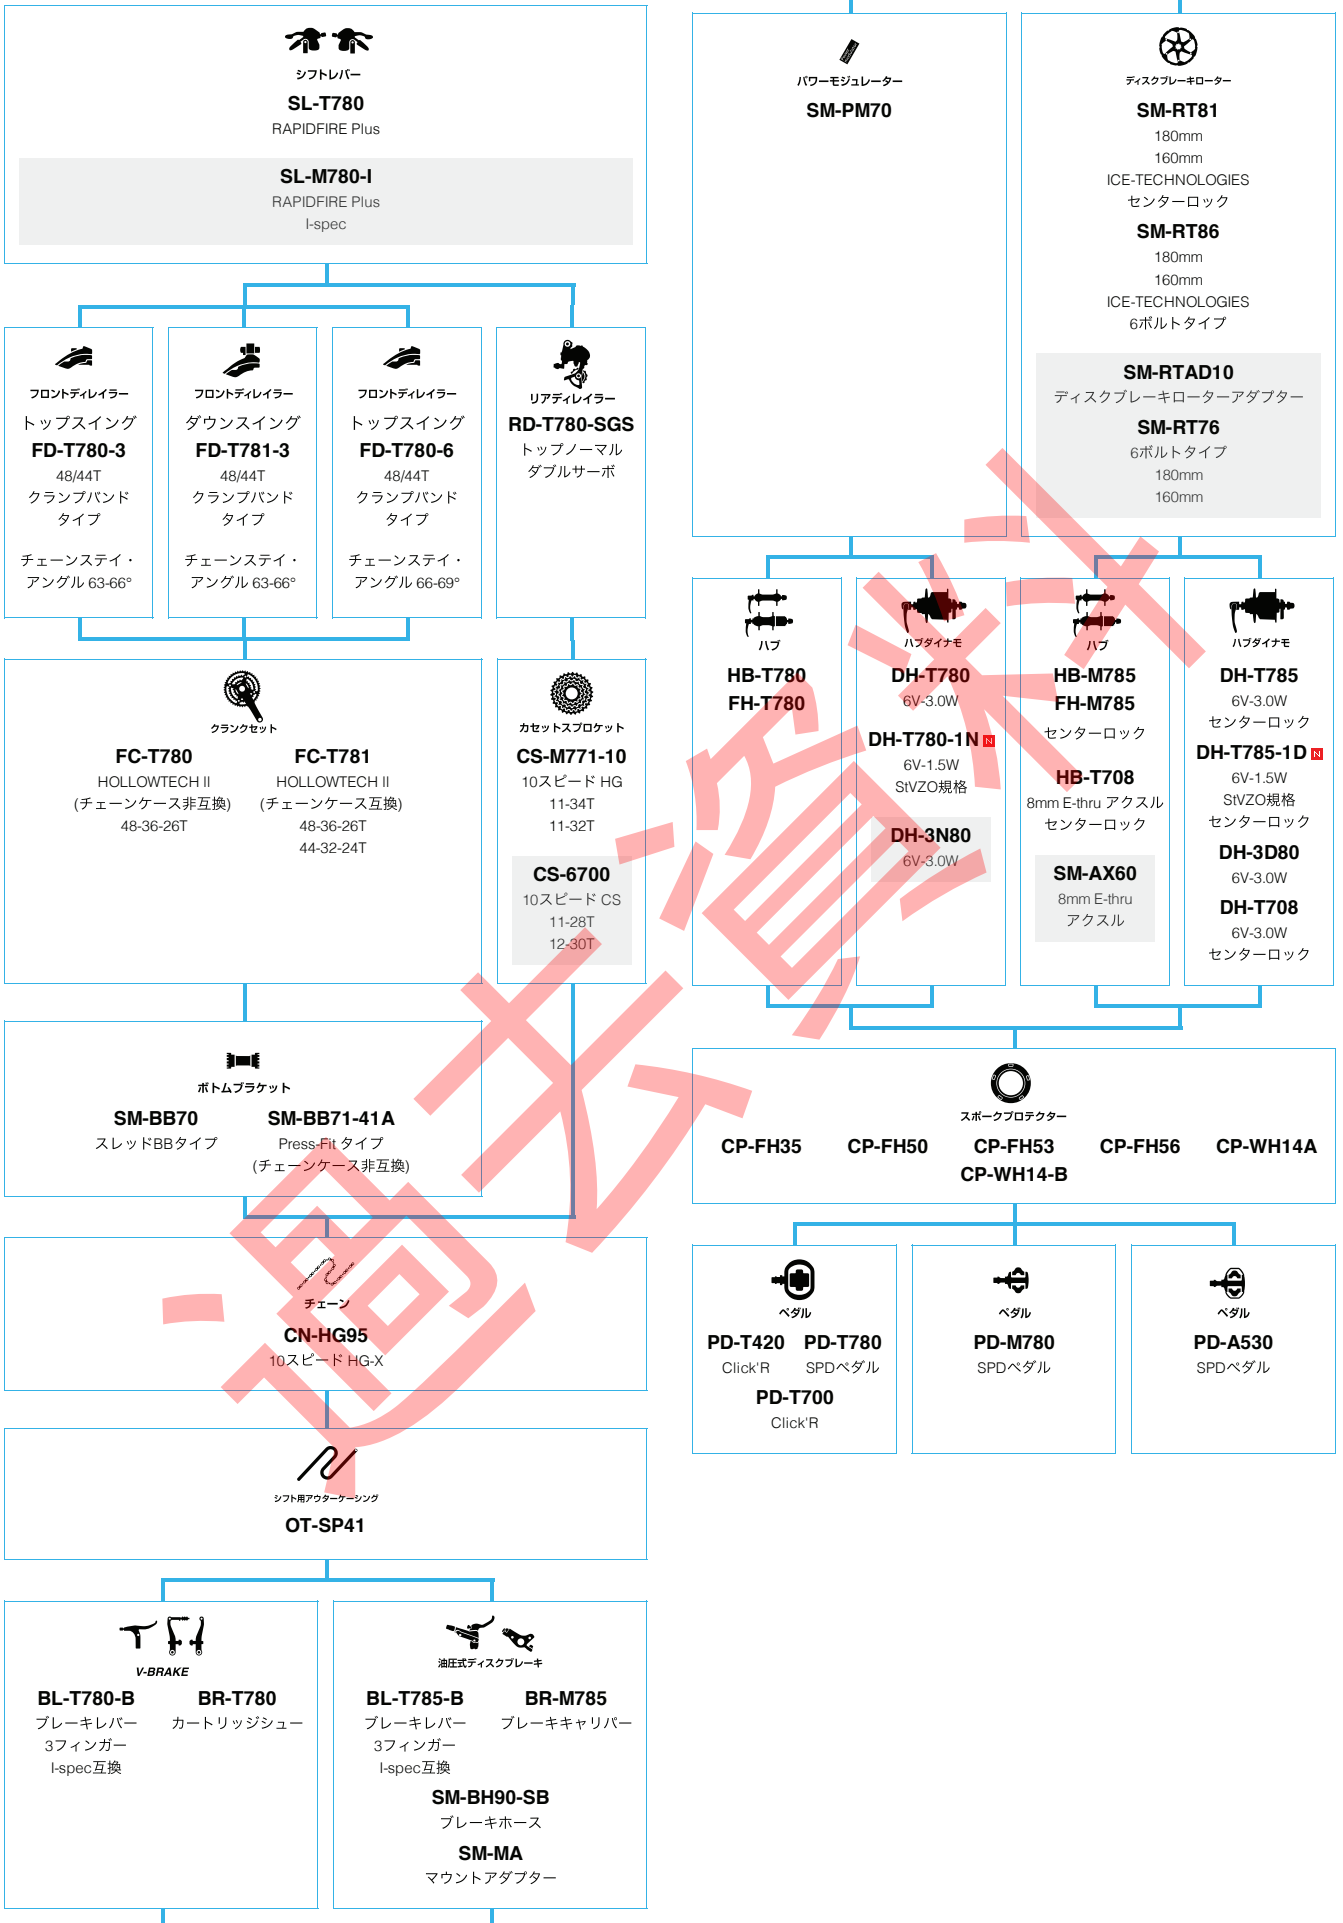 シフトレバー
SL-T780
RAPIDFIRE Plus
SL-M780-I
RAPIDFIRE Plus
I-spec
フロントディレイラー
トップスイング
FD-T780-3
48/44T
クランプバンド
タイプ
チェーンステイ・
アングル 63-66°
フロントディレイラー
ダウンスイング
FD-T781-3
48/44T
クランプバンド
タイプ
チェーンステイ・
アングル 63-66°
フロントディレイラー
トップスイング
FD-T780-6
48/44T
クランプバンド
タイプ
チェーンステイ・
アングル 66-69°
リアディレイラー
RD-T780-SGS
トップノーマル
ダブルサーボ
クランクセット
FC-T780
HOLLOWTECH II
(チェーンケース非互換)
48-36-26T
FC-T781
HOLLOWTECH II
(チェーンケース互換)
48-36-26T
44-32-24T
カセットスプロケット
CS-M771-10
10スピード HG
11-34T
11-32T
CS-6700
10スピード CS
11-28T
12-30T
ボトムブラケット
SM-BB70
スレッドBBタイプ
SM-BB71-41A
Press-Fit タイプ
(チェーンケース非互換)
チェーン
CN-HG95
10スピード HG-X
シフト用アウターケーシング
OT-SP41
V-BRAKE
BL-T780-B
ブレーキレバー
3フィンガー
I-spec互換
BR-T780
カートリッジシュー
油圧式ディスクブレーキ
BL-T785-B
ブレーキレバー
3フィンガー
I-spec互換
BR-M785
ブレーキキャリパー
SM-BH90-SB
ブレーキホース
SM-MA
マウントアダプター
パワーモジュレーター
SM-PM70
ディスクブレーキローター
SM-RT81
180mm
160mm
ICE-TECHNOLOGIES
センターロック
SM-RT86
180mm
160mm
ICE-TECHNOLOGIES
6ボルトタイプ
SM-RTAD10
ディスクブレーキローターアダプター
SM-RT76
6ボルトタイプ
180mm
160mm
ハブ
HB-T780
FH-T780
ハブダイナモ
DH-T780
6V-3.0W
DH-T780-1N N
6V-1.5W
StVZO規格
DH-3N80
6V-3.0W
ハブ
HB-M785
FH-M785
センターロック
HB-T708
8mm E-thru アクスル
センターロック
SM-AX60
8mm E-thru
アクスル
ハブダイナモ
DH-T785
6V-3.0W
センターロック
DH-T785-1D N
6V-1.5W
StVZO規格
センターロック
DH-3D80
6V-3.0W
DH-T708
6V-3.0W
センターロック
スポークプロテクター
CP-FH35 CP-FH50 CP-FH53 CP-FH56 CP-WH14A
CP-WH14-B
ペダル
PD-T420 PD-T780
Click'R SPDペダル
PD-T700
Click'R
ペダル
PD-M780
SPDペダル
ペダル
PD-A530
SPDペダル
過去資料